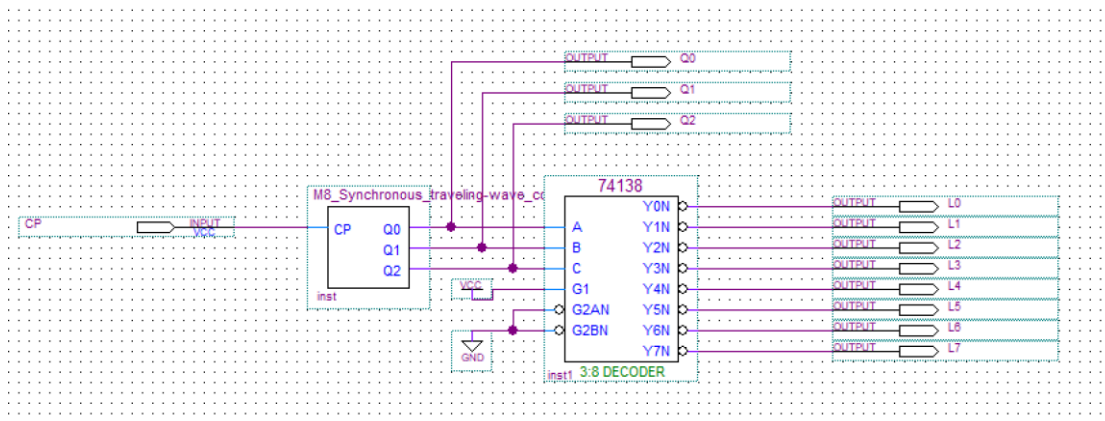 OUTPUT Q0
OUTPUT Q1
OUTPUT Q2
M8_Synchronous_traveling-wave_co
74138
CP INPUT
VCC
CP Q0
Q1
Q2
inst
VCC
GND
A Y0N
B Y1N
C Y2N
Y3N
G1 Y4N
G2AN Y5N
G2BN Y6N
Y7N
inst1 3:8 DECODER
OUTPUT L0
OUTPUT L1
OUTPUT L2
OUTPUT L3
OUTPUT L4
OUTPUT L5
OUTPUT L6
OUTPUT L7